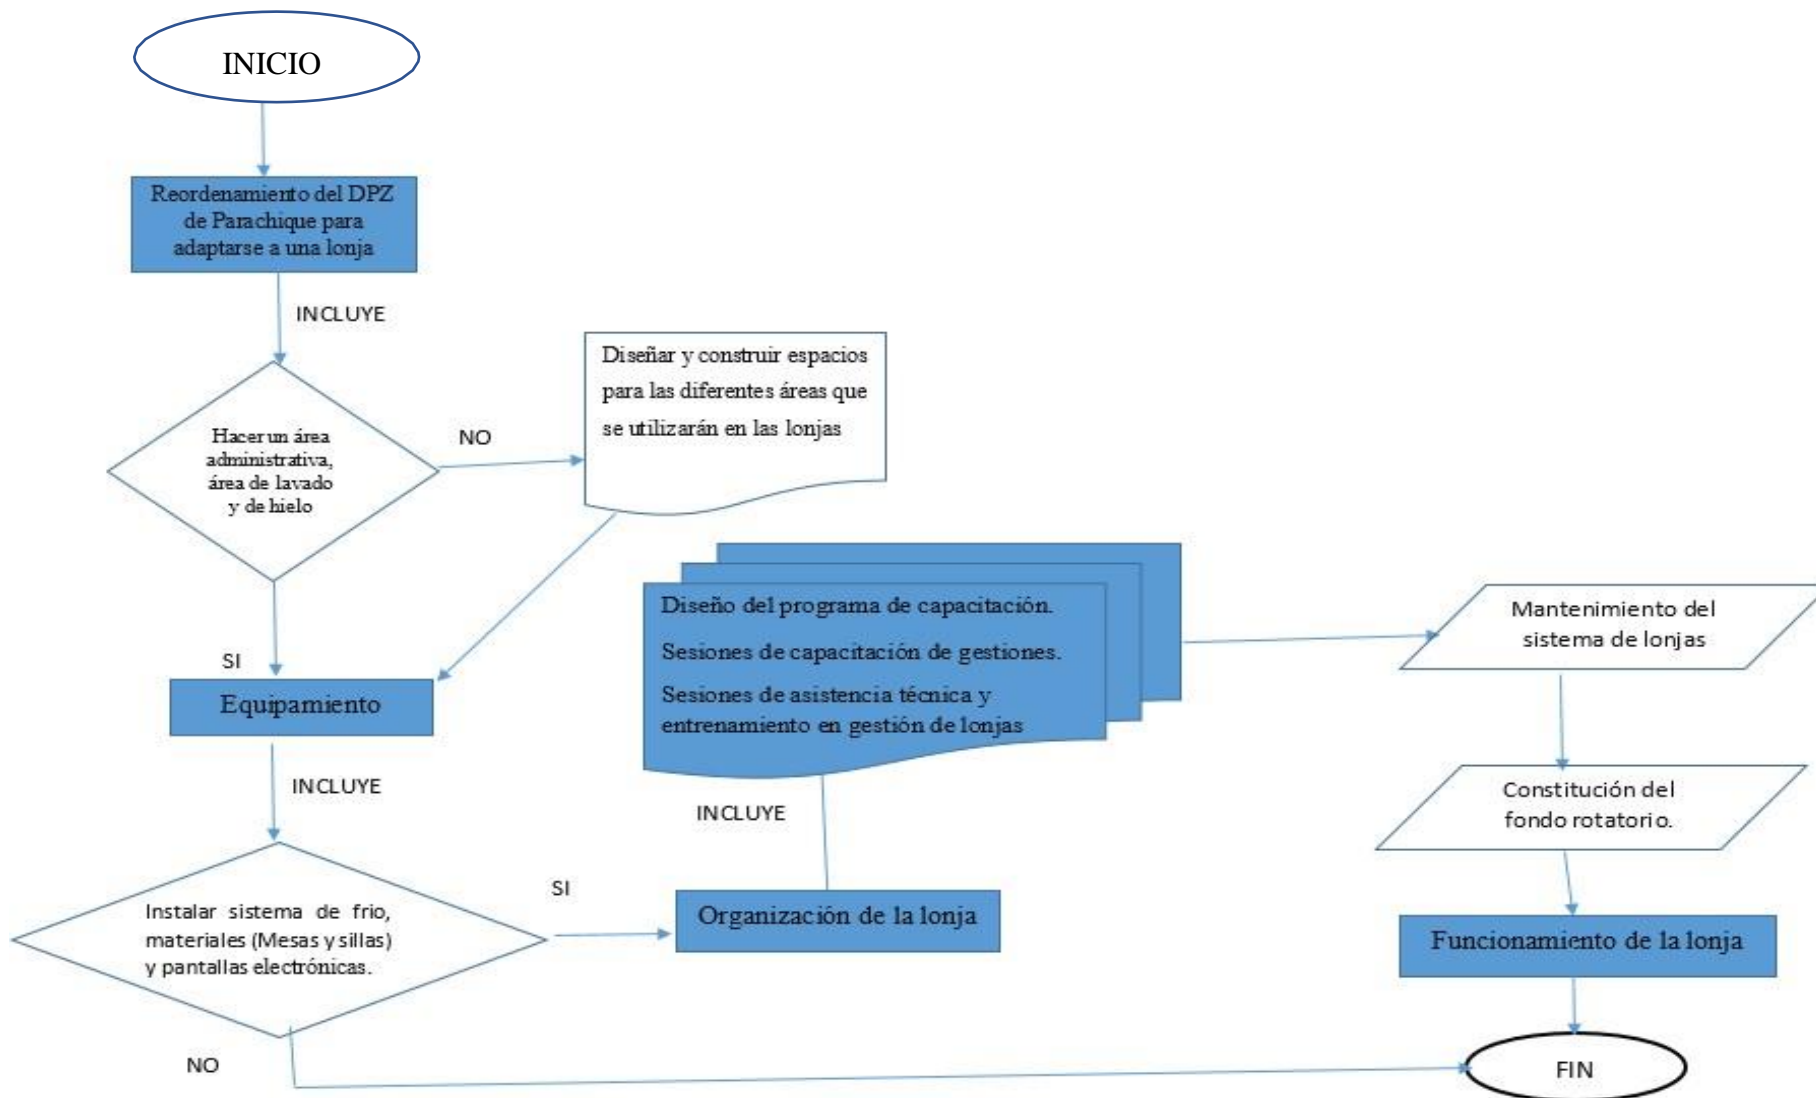 INICIO
Reordenamiento del DPZ
de Parachique para
adaptarse a una lonja
INCLUYE
Hacer un área
administrativa,
área de lavado
y de hielo
NO
Diseñar y construir espacios
para las diferentes áreas que
se utilizarán en las lonjas
SI
Equipamiento
INCLUYE
Instalar sistema de frio,
materiales (Mesas y sillas)
y pantallas electrónicas.
NO
SI
Organización de la lonja
INCLUYE
Diseño del programa de capacitación.
Sesiones de capacitación de gestiones.
Sesiones de asistencia técnica y
entrenamiento en gestión de lonjas
Mantenimiento del
sistema de lonjas
Constitución del
fondo rotatorio.
Funcionamiento de la lonja
FIN